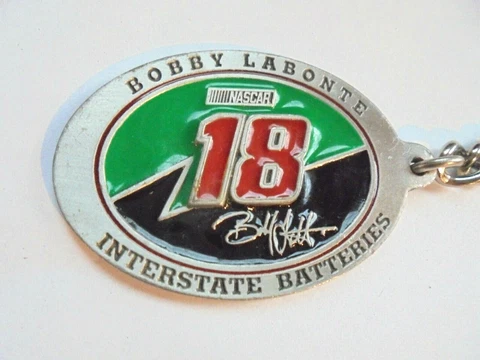 BOBBY LABONTE
NASCAR
18
INTERSTATE BATTERIES